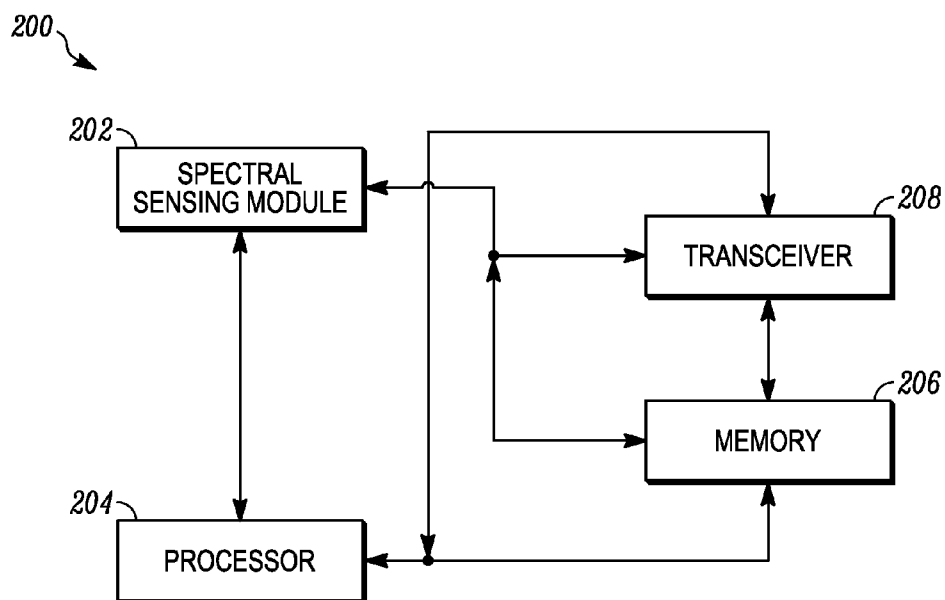 200
202
SPECTRAL
SENSING MODULE
208
TRANSCEIVER
206
MEMORY
204
PROCESSOR